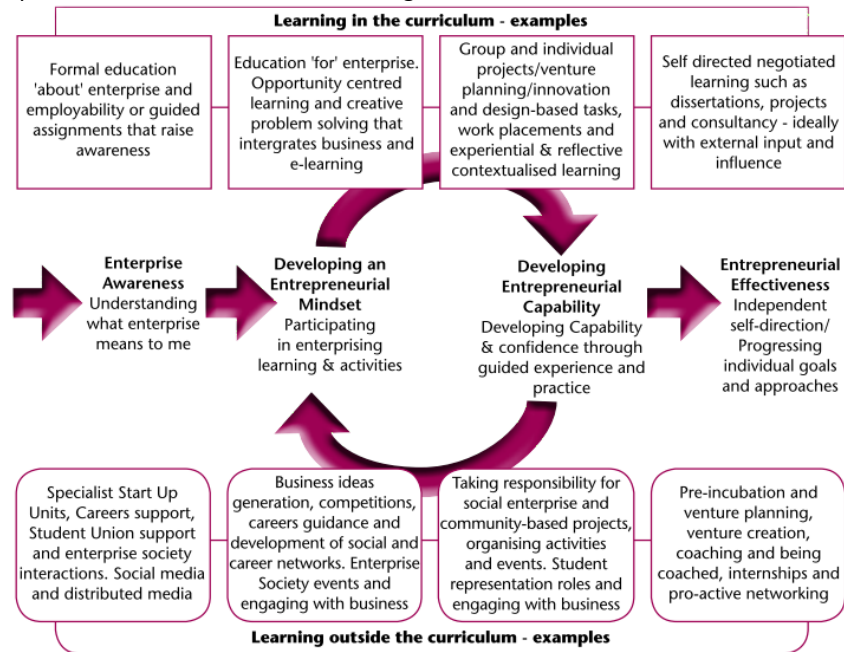 Learning in the curriculum - examples
Formal education
'about' enterprise and
employability or guided
assignments that raise
awareness
Education 'for' enterprise.
Opportunity centred
learning and creative
problem solving that
intergrates business and
e-learning
Group and individual
projects/venture
planning/innovation
and design-based tasks,
work placements and
experiential & reflective
contextualised learning
Self directed negotiated
learning such as
dissertations, projects
and consultancy - ideally
with external input and
influence
Enterprise
Awareness
Understanding
what enterprise
means to me
Developing an
Entrepreneurial
Mindset
Participating
in enterprising
learning & activities
Developing
Entrepreneurial
Capability
Developing Capability
& confidence through
guided experience and
practice
Entrepreneurial
Effectiveness
Independent
self-direction/
Progressing
individual goals
and approaches
Specialist Start Up
Units, Careers support,
Student Union support
and enterprise society
interactions. Social media
and distributed media
Business ideas
generation, competitions,
careers guidance and
development of social and
career networks. Enterprise
Society events and
engaging with business
Taking responsibility for
social enterprise and
community-based projects,
organising activities
and events. Student
representation roles and
engaging with business
Pre-incubation and
venture planning,
venture creation,
coaching and being
coached, internships and
pro-active networking
Learning outside the curriculum - examples